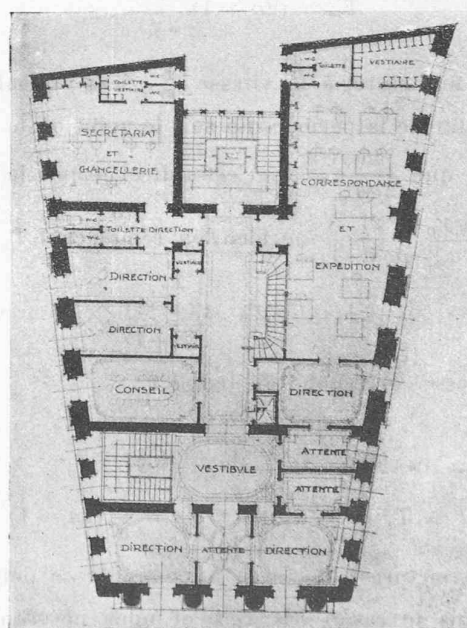 TOILETTE
VESTIAIRE
W.C.
W.C.
W.C.
TOILETTE
W.C.
VESTIAIRE
SECRÉTARIAT
ET
CHANCELLERIE
CORRESPONDANCE
ET
EXPÉDITION
W.C.
W.C.
TOILETTE DIRECTION
VESTIAIRE
DIRECTION
DIRECTION
VESTIAIRE
CONSEIL
DIRECTION
ATTENTE
VESTIBULE
ATTENTE
DIRECTION
ATTENTE
DIRECTION